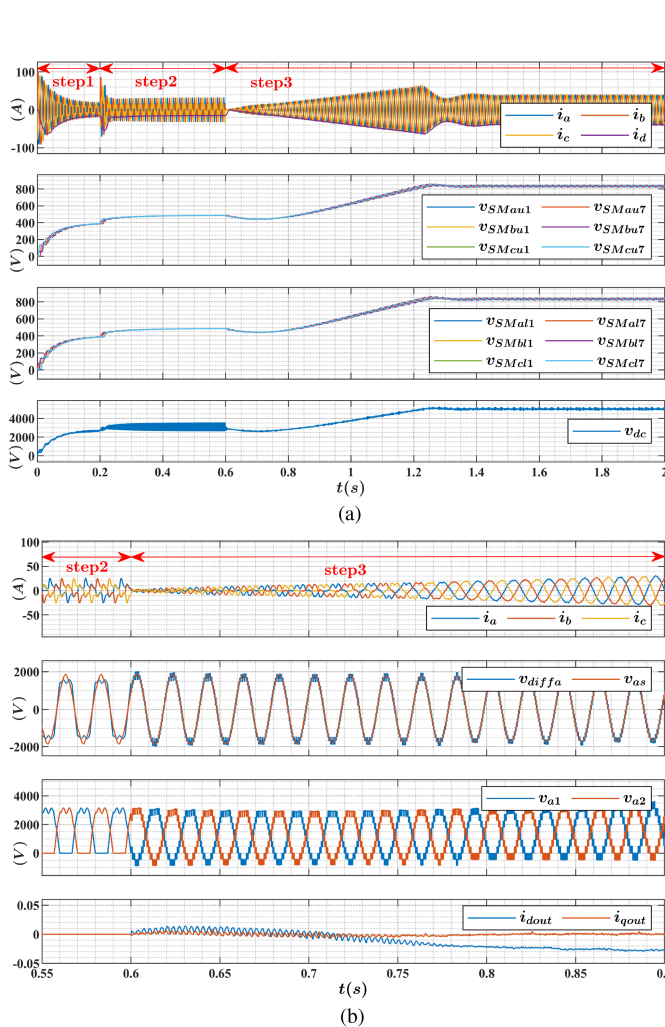 step1 step2 step3
100
0
-100
(A)
i_a i_b
i_c i_d
800
600
400
200
0
(V)
v_SMau1 v_SMau7
v_SMbu1 v_SMbu7
v_SMcu1 v_SMcu7
800
600
400
200
0
(V)
v_SMal1 v_SMal7
v_SMbl1 v_SMbl7
v_SMcl1 v_SMcl7
4000
2000
0
(V)
v_dc
0 0.2 0.4 0.6 0.8 1 1.2 1.4 1.6 1.8 2
t(s)
(a)
step2 step3
100
50
0
-50
(A)
i_a i_b i_c
2000
0
-2000
(V)
v_diffa v_as
4000
2000
0
(V)
v_a1 v_a2
0.05
0
-0.05
i_dout i_qout
0.55 0.6 0.65 0.7 0.75 0.8 0.85 0.
t(s)
(b)